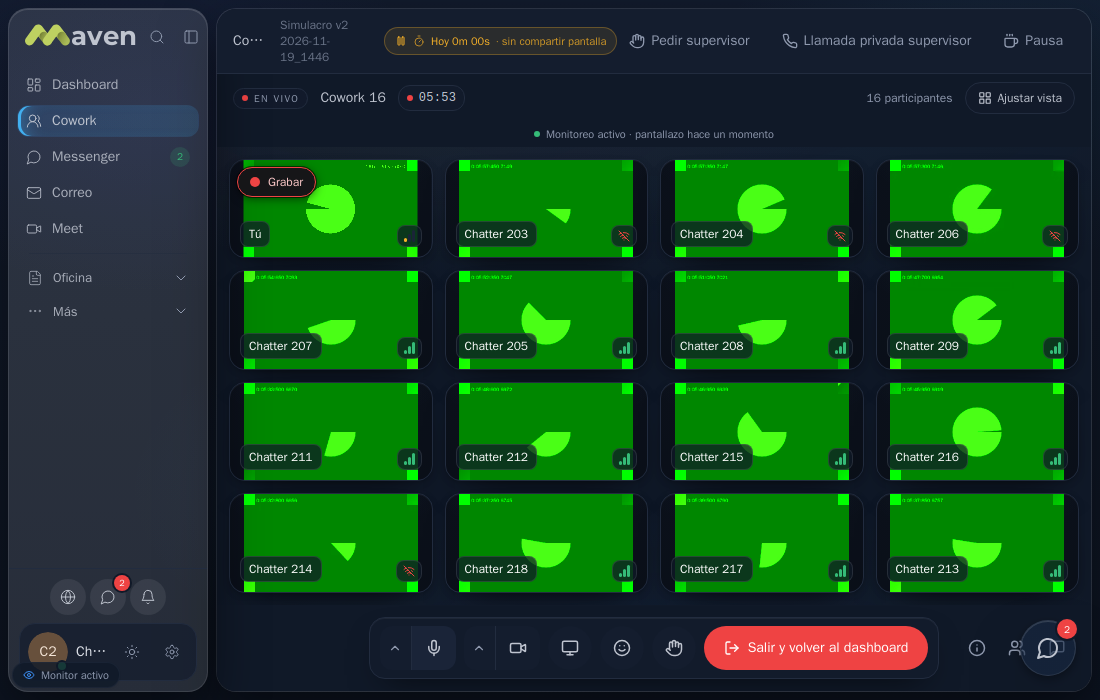 Maven
Co···
Simulacro v2
2026-11-
19_1446
Hoy 0m 00s · sin compartir pantalla
Pedir supervisor
Llamada privada supervisor
Pausa
Dashboard
Cowork
Messenger
2
Correo
Meet
Oficina
Más
EN VIVO
Cowork 16
05:53
16 participantes
Ajustar vista
Monitoreo activo · pantallazo hace un momento
Grabar
Tú
Chatter 203
Chatter 204
Chatter 206
Chatter 207
Chatter 205
Chatter 208
Chatter 209
Chatter 211
Chatter 212
Chatter 215
Chatter 216
Chatter 214
Chatter 218
Chatter 217
Chatter 213
2
C2
Ch···
Monitor activo
Salir y volver al dashboard
2